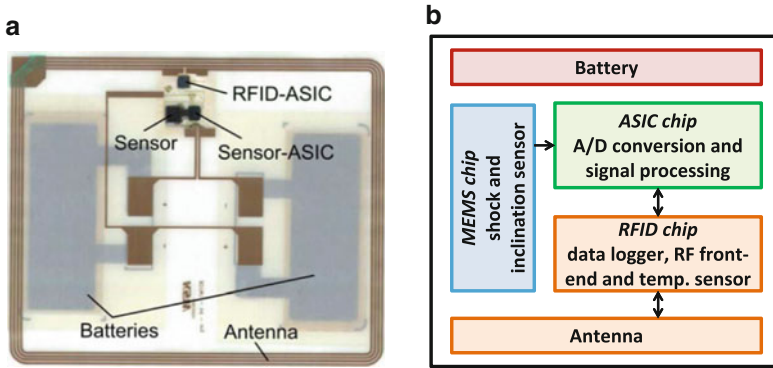 a
RFID-ASIC
Sensor
Sensor-ASIC
Batteries
Antenna
b
Battery
MEMS chip
shock and
inclination sensor
ASIC chip
A/D conversion and
signal processing
RFID chip
data logger, RF front-
end and temp. sensor
Antenna